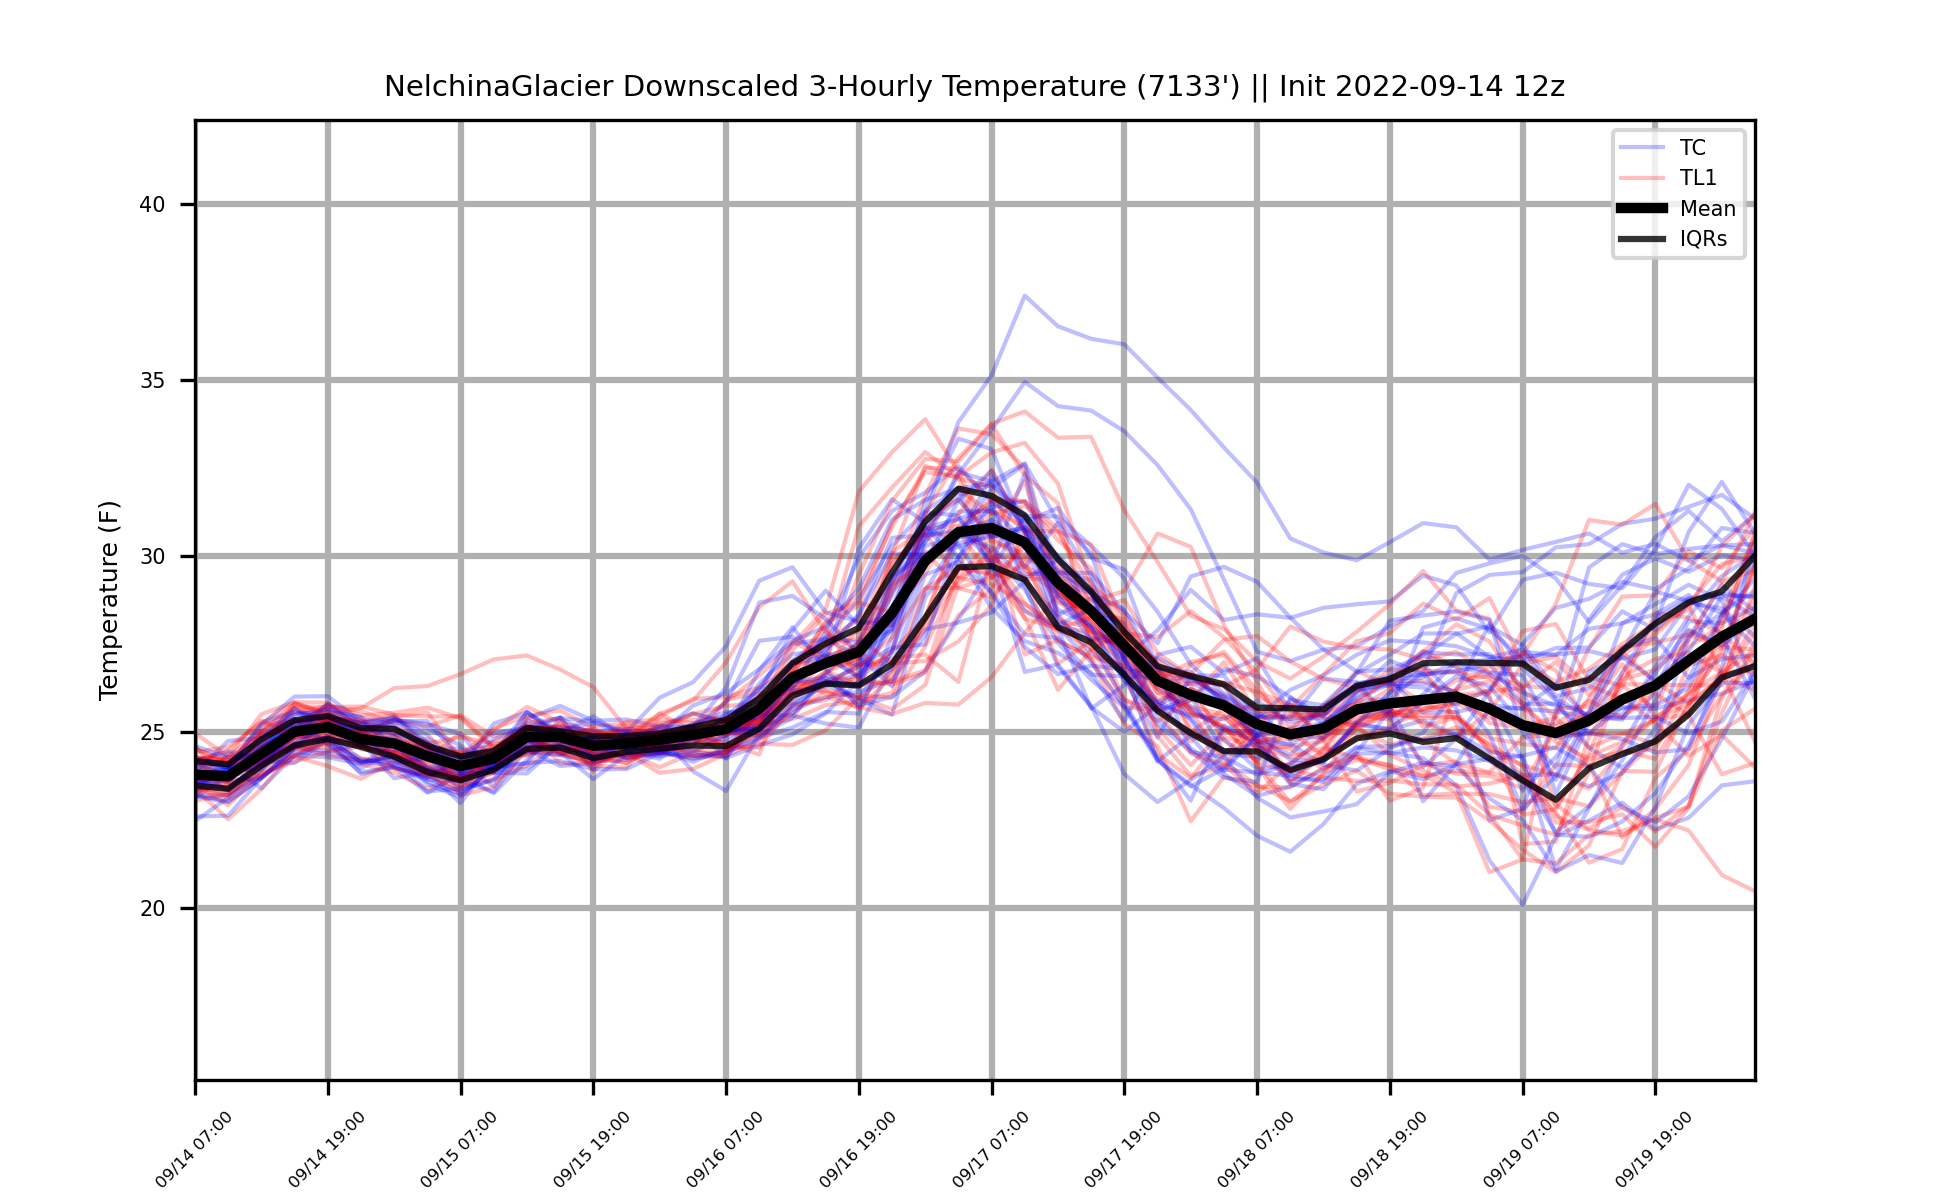 NelchinaGlacier Downscaled 3-Hourly Temperature (7133') || Init 2022-09-14 12z
TC
TL1
Mean
IQRs
Temperature (F)
40
35
30
25
20
09/14 07:00
09/14 19:00
09/15 07:00
09/15 19:00
09/16 07:00
09/16 19:00
09/17 07:00
09/17 19:00
09/18 07:00
09/18 19:00
09/19 07:00
09/19 19:00